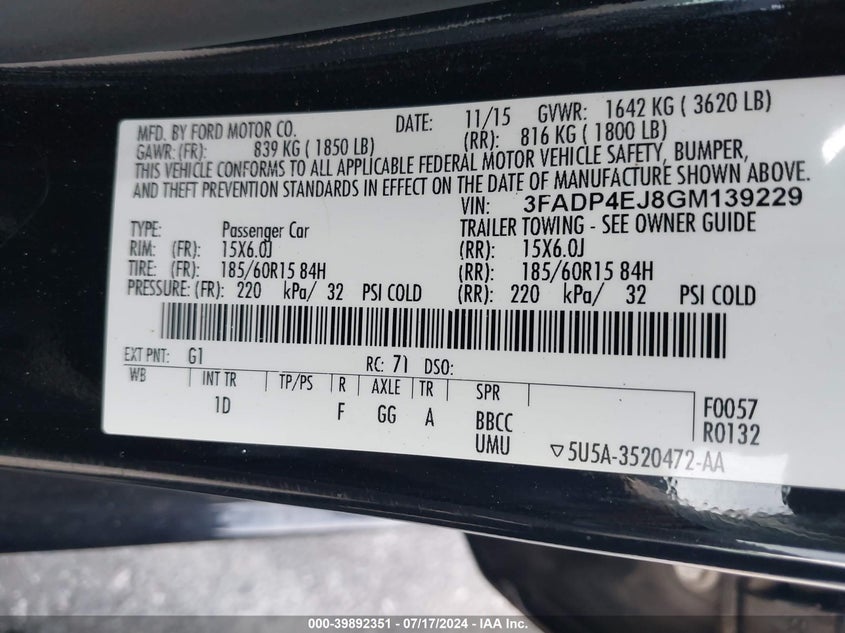 MFD. BY FORD MOTOR CO. DATE: 11/15 GVWR: 1642 KG ( 3620 LB)
GAWR: (FR): 839 KG ( 1850 LB) (RR): 816 KG ( 1800 LB)
THIS VEHICLE CONFORMS TO ALL APPLICABLE FEDERAL MOTOR VEHICLE SAFETY, BUMPER,
AND THEFT PREVENTION STANDARDS IN EFFECT ON THE DATE OF MANUFACTURE SHOWN ABOVE.
VIN: 3FADP4EJ8GM139229
TYPE: Passenger Car TRAILER TOWING - SEE OWNER GUIDE
RIM: (FR): 15X6.0J (RR): 15X6.0J
TIRE: (FR): 185/60R15 84H (RR): 185/60R15 84H
PRESSURE: (FR): 220 kPa/ 32 PSI COLD (RR): 220 kPa/ 32 PSI COLD
EXT PNT: G1 RC: 71 DSO:
WB INT TR TP/PS R AXLE TR SPR
1D F GG A BBCC F0057
UMU R0132
▽5U5A-3520472-AA
000-39892351 - 07/17/2024 - IAA Inc.